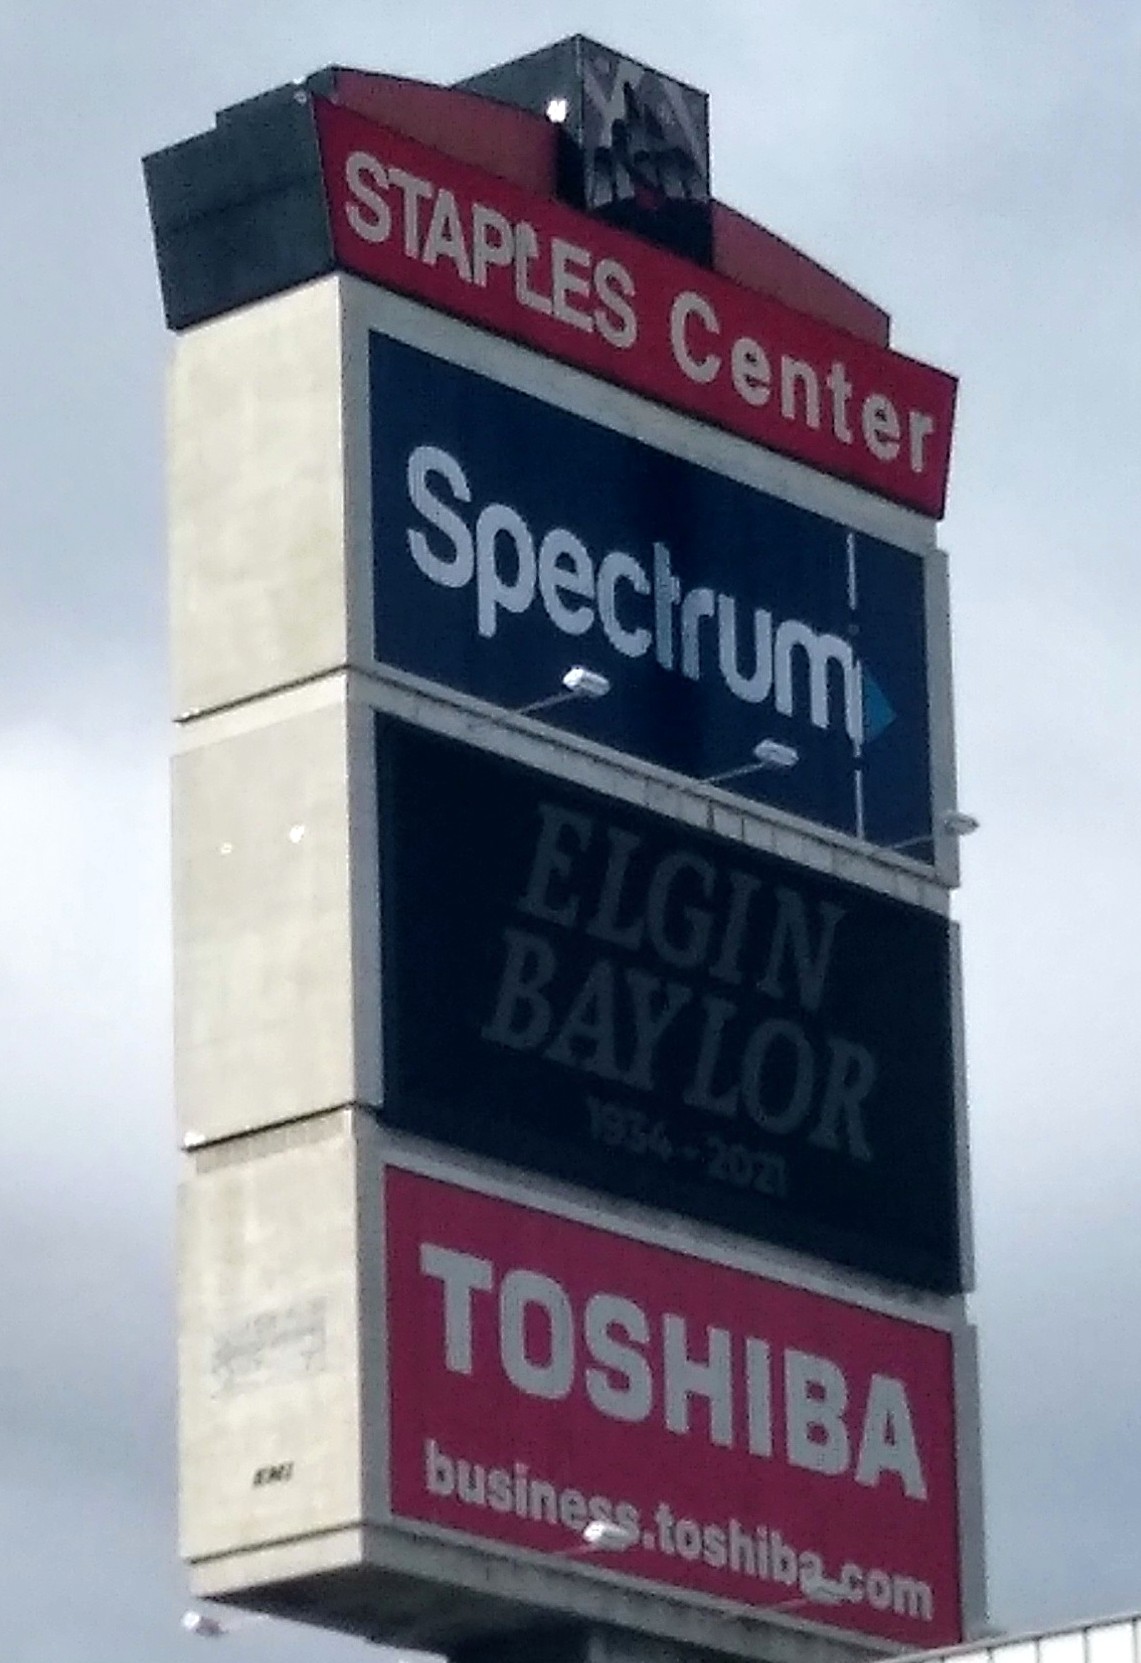 STAPLES Center
Spectrum
ELGIN
BAYLOR
1934 - 2021
TOSHIBA
business.toshiba.com